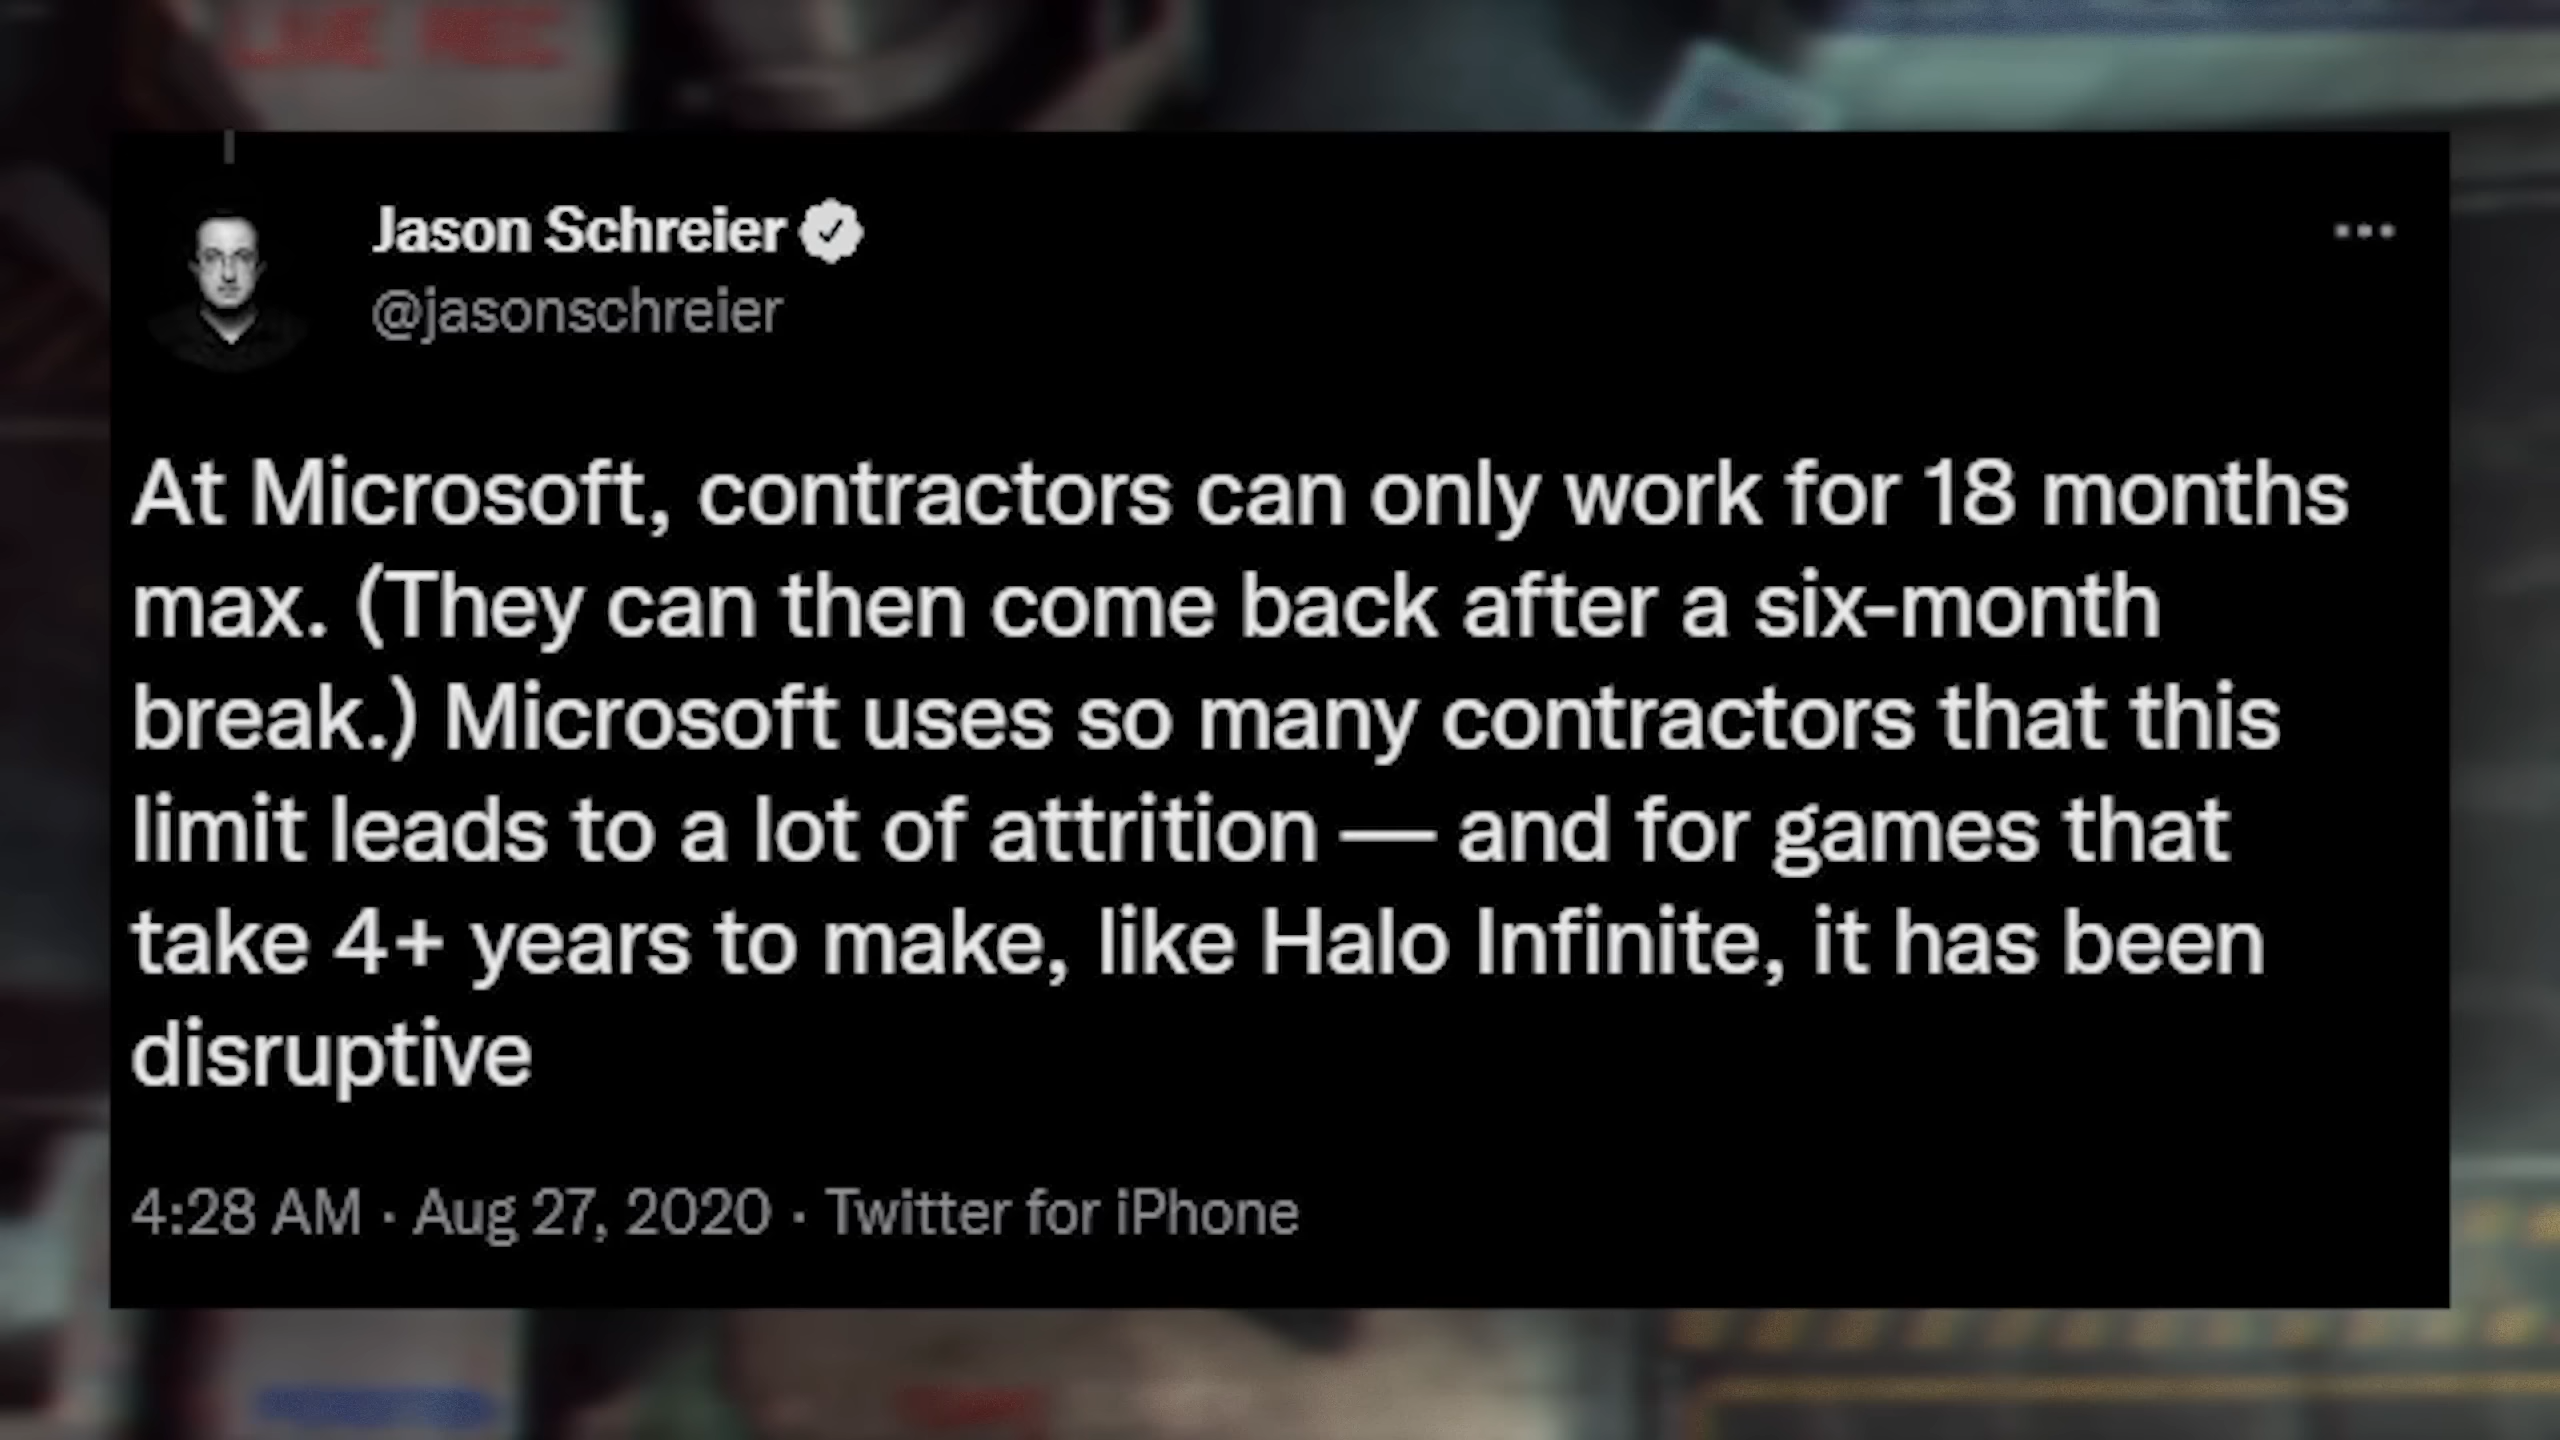 Jason Schreier
@jasonschreier
At Microsoft, contractors can only work for 18 months
max. (They can then come back after a six-month
break.) Microsoft uses so many contractors that this
limit leads to a lot of attrition — and for games that
take 4+ years to make, like Halo Infinite, it has been
disruptive
4:28 AM · Aug 27, 2020 · Twitter for iPhone